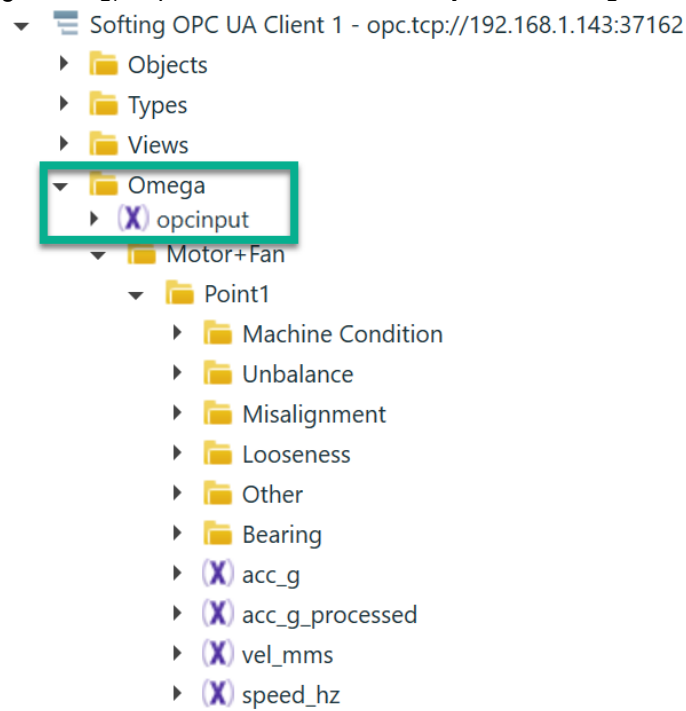 Softing OPC UA Client 1 - opc.tcp://192.168.1.143:37162
Objects
Types
Views
Omega
(X) opcinput
Motor+Fan
Point1
Machine Condition
Unbalance
Misalignment
Looseness
Other
Bearing
(X) acc_g
(X) acc_g_processed
(X) vel_mms
(X) speed_hz